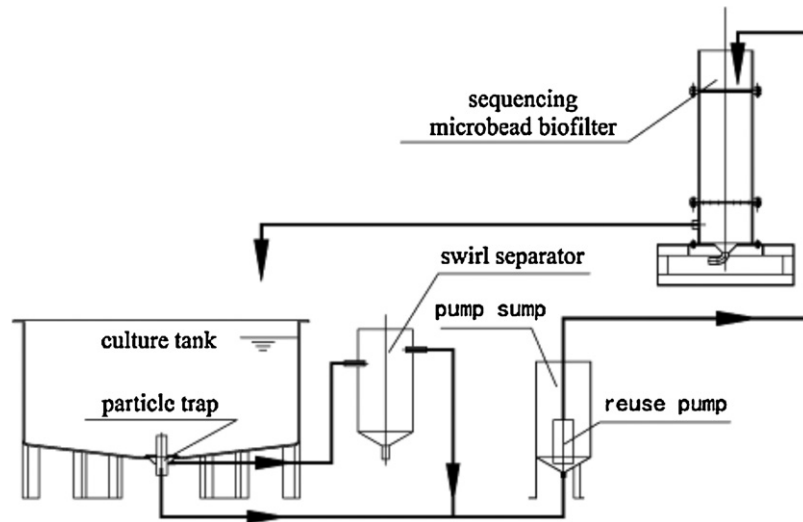 sequencing
microbead biofilter
swirl separator
pump sump
culture tank
particle trap
reuse pump